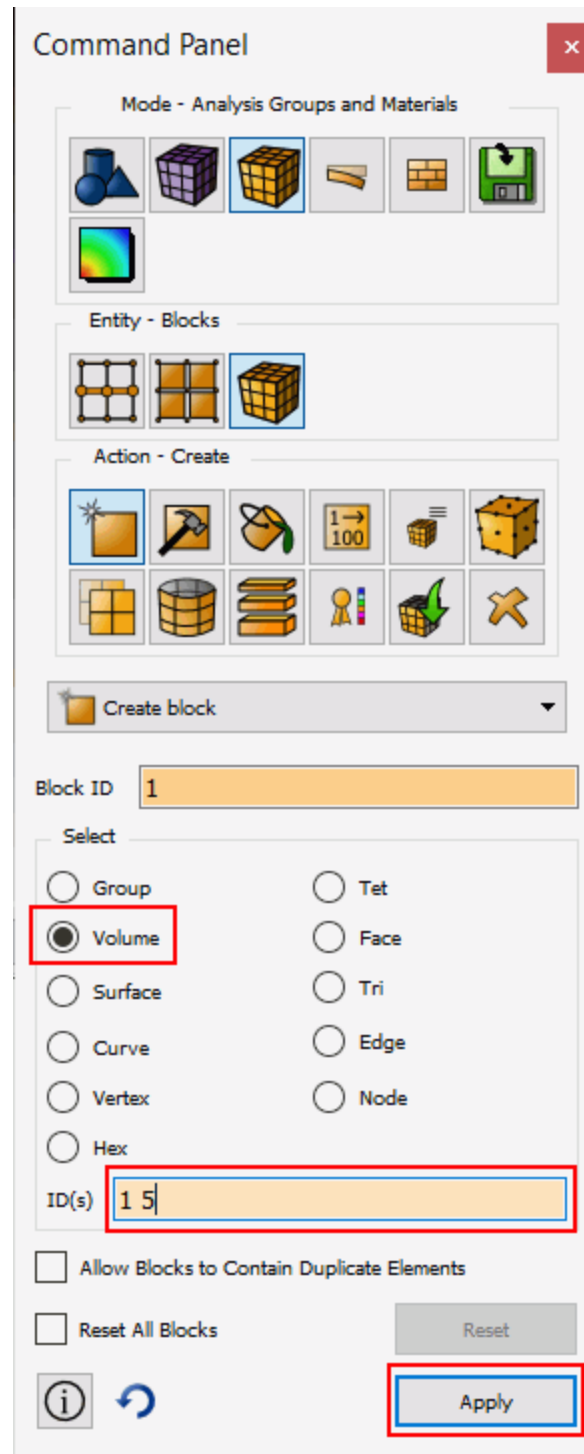 Command Panel
x
Mode - Analysis Groups and Materials
Entity - Blocks
Action - Create
1→
100
Create block
Block ID 1
Select
Group Tet
Volume Face
Surface Tri
Curve Edge
Vertex Node
Hex
ID(s) 1 5
Allow Blocks to Contain Duplicate Elements
Reset All Blocks Reset
i Apply